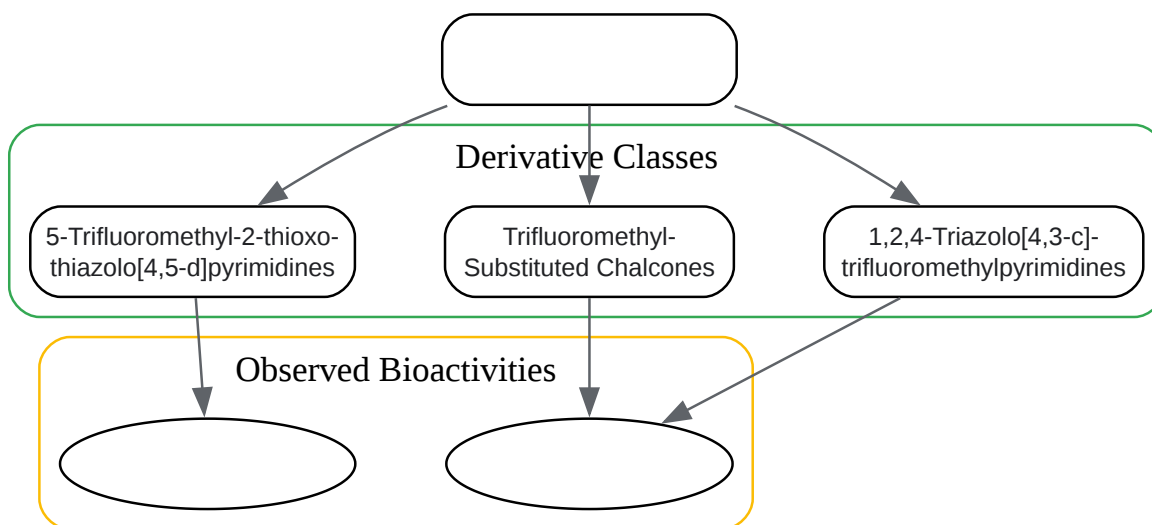 Derivative Classes
5-Trifluoromethyl-2-thioxo-
thiazolo[4,5-d]pyrimidines
Trifluoromethyl-
Substituted Chalcones
1,2,4-Triazolo[4,3-c]-
trifluoromethylpyrimidines
Observed Bioactivities